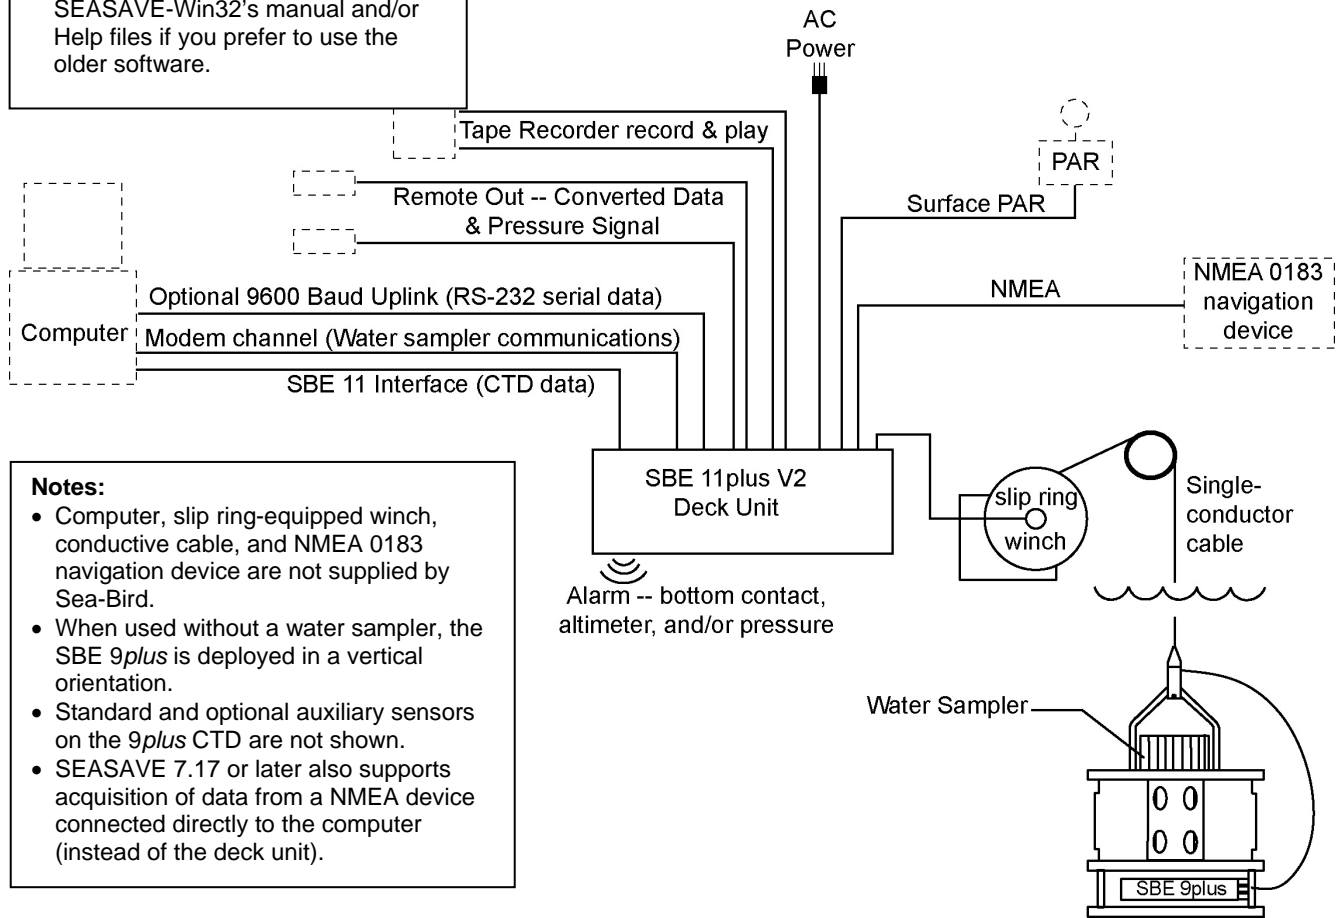 SEASAVE-Win32's manual and/or
Help files if you prefer to use the
older software.
AC
Power
Tape Recorder record & play
PAR
Remote Out -- Converted Data
& Pressure Signal
Surface PAR
NMEA 0183
navigation
device
NMEA
Optional 9600 Baud Uplink (RS-232 serial data)
Computer
Modem channel (Water sampler communications)
SBE 11 Interface (CTD data)
SBE 11plus V2
Deck Unit
slip ring
winch
Single-
conductor
cable
Alarm -- bottom contact,
altimeter, and/or pressure
Notes:
• Computer, slip ring-equipped winch,
conductive cable, and NMEA 0183
navigation device are not supplied by
Sea-Bird.
• When used without a water sampler, the
SBE 9plus is deployed in a vertical
orientation.
• Standard and optional auxiliary sensors
on the 9plus CTD are not shown.
• SEASAVE 7.17 or later also supports
acquisition of data from a NMEA device
connected directly to the computer
(instead of the deck unit).
Water Sampler
SBE 9plus